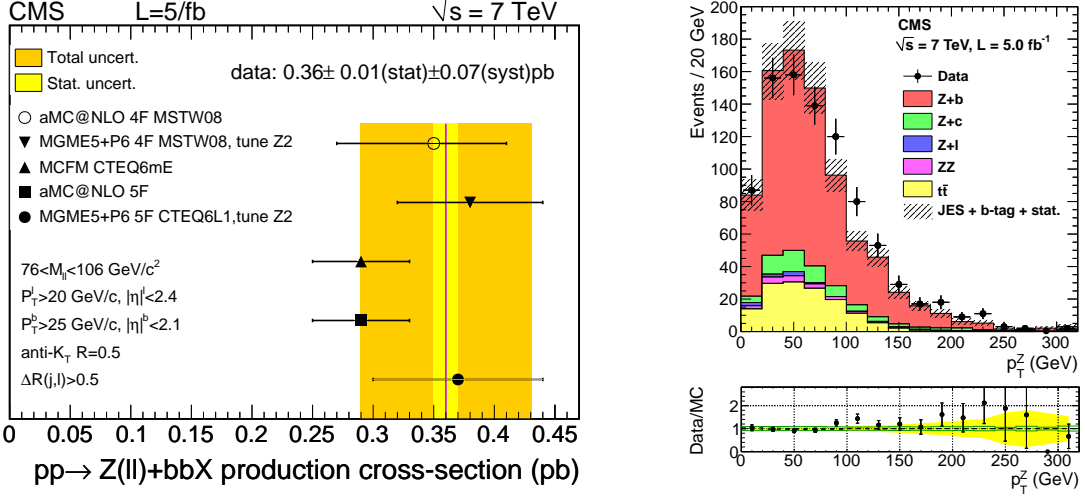 CMS L=5/fb √s = 7 TeV
Total uncert.
Stat. uncert.
data: 0.36± 0.01(stat)±0.07(syst)pb
aMC@NLO 4F MSTW08
MGME5+P6 4F MSTW08, tune Z2
MCFM CTEQ6mE
aMC@NLO 5F
MGME5+P6 5F CTEQ6L1,tune Z2
76<M_ll<106 GeV/c²
P_T^l>20 GeV/c, |η|^l<2.4
P_T^b>25 GeV/c, |η|^b<2.1
anti-K_T R=0.5
ΔR(j,l)>0.5
0 0.05 0.1 0.15 0.2 0.25 0.3 0.35 0.4 0.45
pp→ Z(ll)+bbX production cross-section (pb)
Events / 20 GeV
200
180
160
140
120
100
80
60
40
20
0
CMS
√s = 7 TeV, L = 5.0 fb⁻¹
Data
Z+b
Z+c
Z+l
ZZ
tt̄
JES + b-tag + stat.
0 50 100 150 200 250 300
p_T^Z (GeV)
Data/MC
2
1
0
0 50 100 150 200 250 300
p_T^Z (GeV)